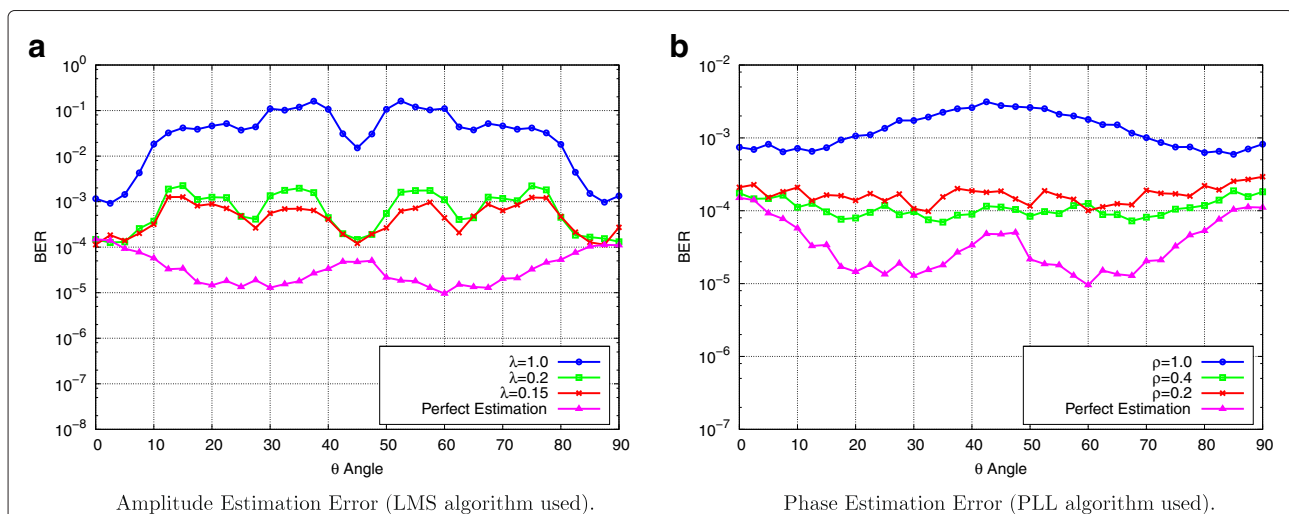 a
10⁰
10⁻¹
10⁻²
10⁻³
10⁻⁴
10⁻⁵
10⁻⁶
10⁻⁷
10⁻⁸
BER
0 10 20 30 40 50 60 70 80 90
θ Angle
λ=1.0
λ=0.2
λ=0.15
Perfect Estimation
Amplitude Estimation Error (LMS algorithm used).
b
10⁻²
10⁻³
10⁻⁴
10⁻⁵
10⁻⁶
10⁻⁷
BER
0 10 20 30 40 50 60 70 80 90
θ Angle
ρ=1.0
ρ=0.4
ρ=0.2
Perfect Estimation
Phase Estimation Error (PLL algorithm used).